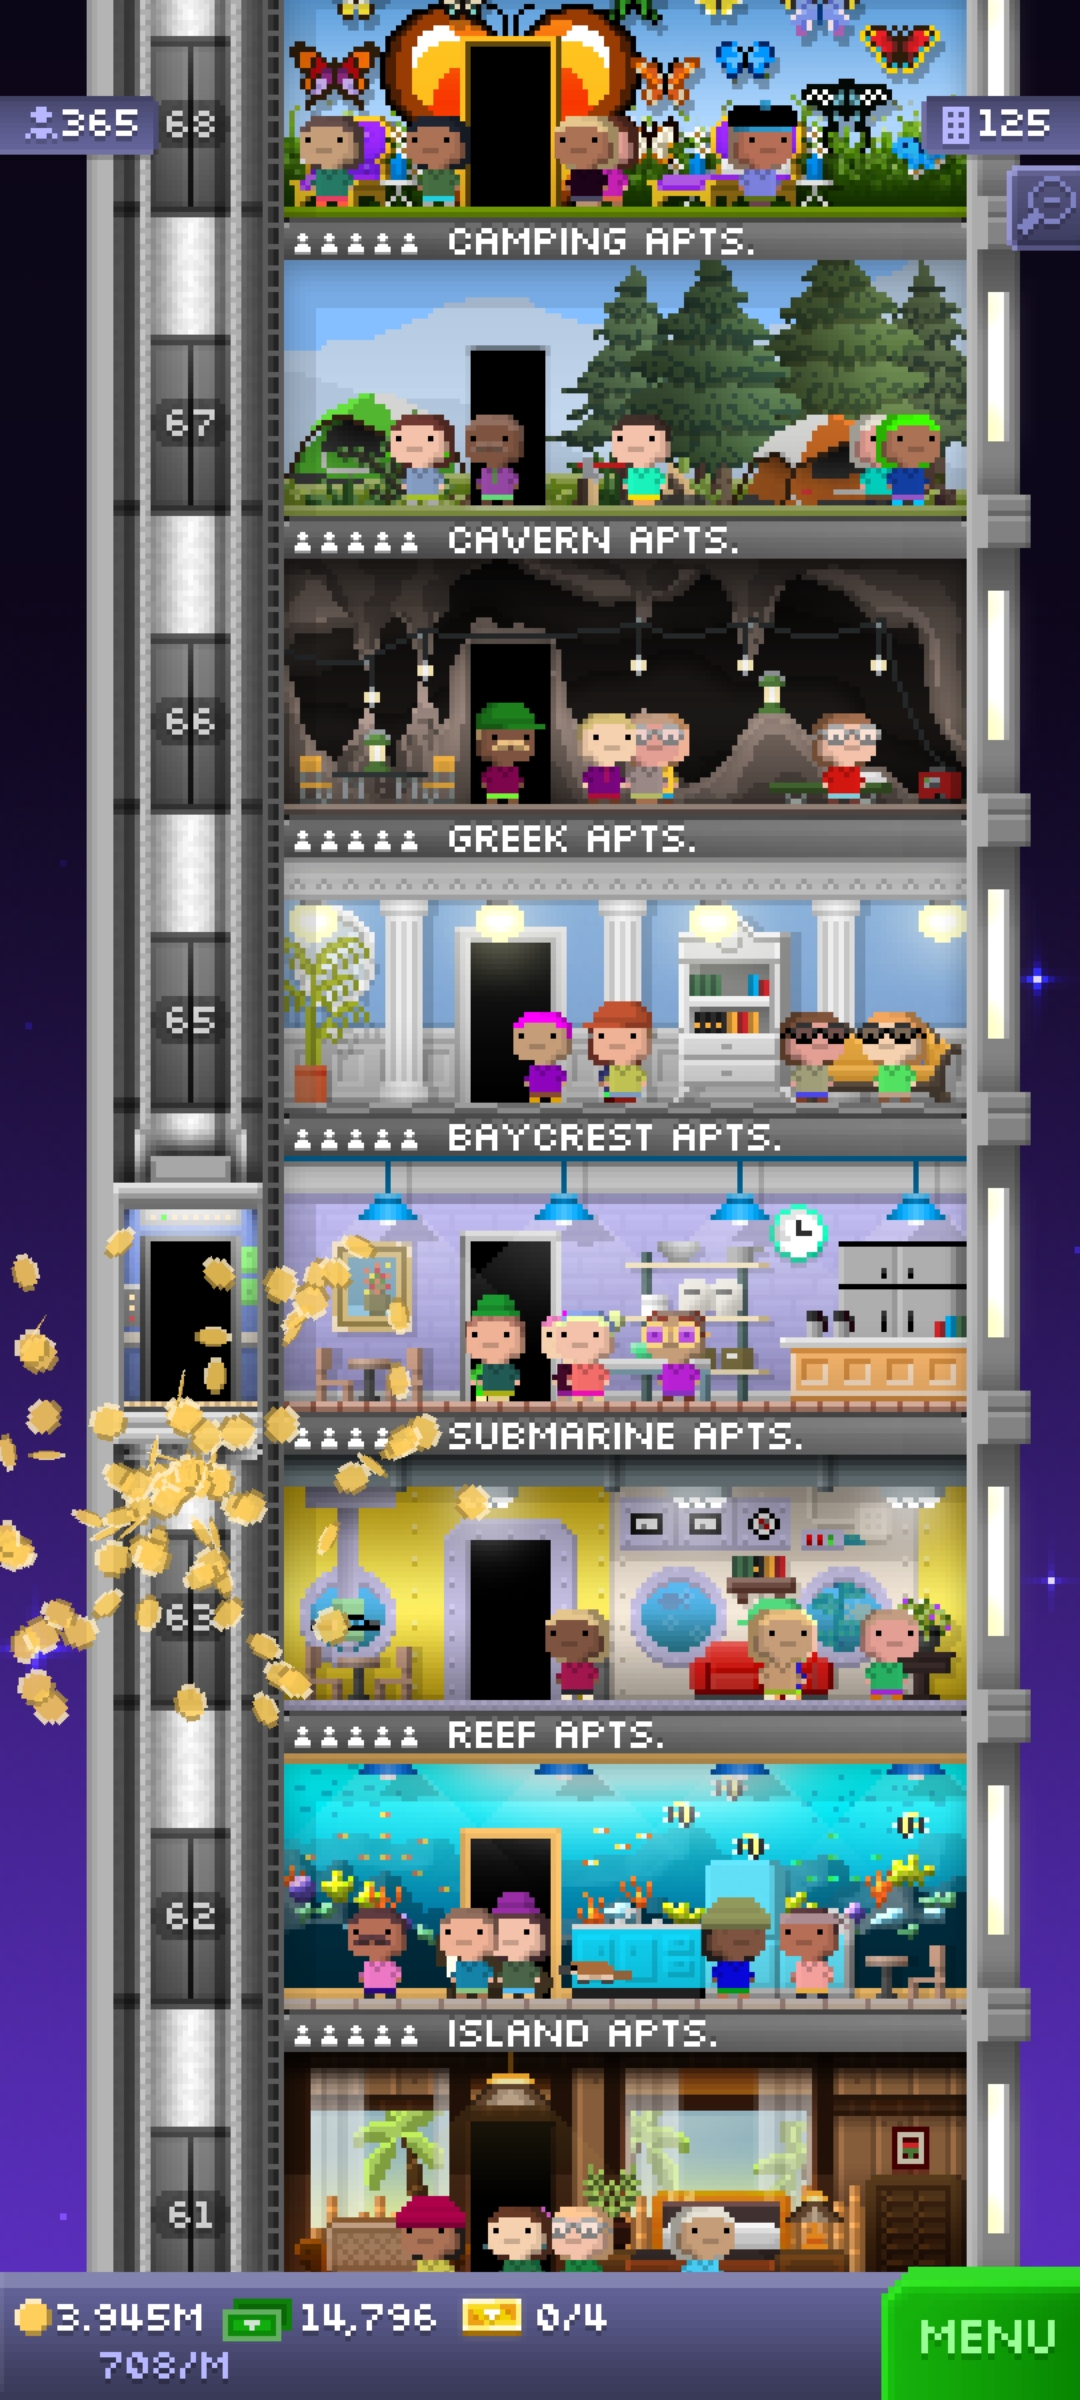 68
365
125
CAMPING APTS.
67
CAVERN APTS.
66
GREEK APTS.
65
BAYCREST APTS.
SUBMARINE APTS.
63
REEF APTS.
62
ISLAND APTS.
61
3.945M 14,796 0/4
708/M
MENU